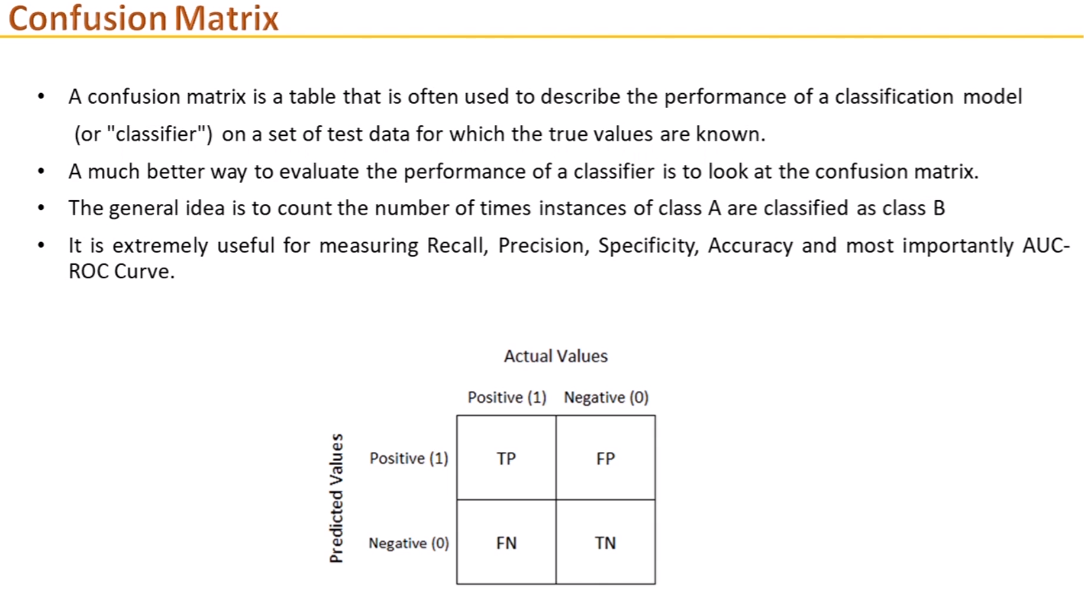 Confusion Matrix
• A confusion matrix is a table that is often used to describe the performance of a classification model
(or "classifier") on a set of test data for which the true values are known.
• A much better way to evaluate the performance of a classifier is to look at the confusion matrix.
• The general idea is to count the number of times instances of class A are classified as class B
• It is extremely useful for measuring Recall, Precision, Specificity, Accuracy and most importantly AUC-
ROC Curve.
Actual Values
Positive (1) Negative (0)
Predicted Values
Positive (1) TP FP
Negative (0) FN TN